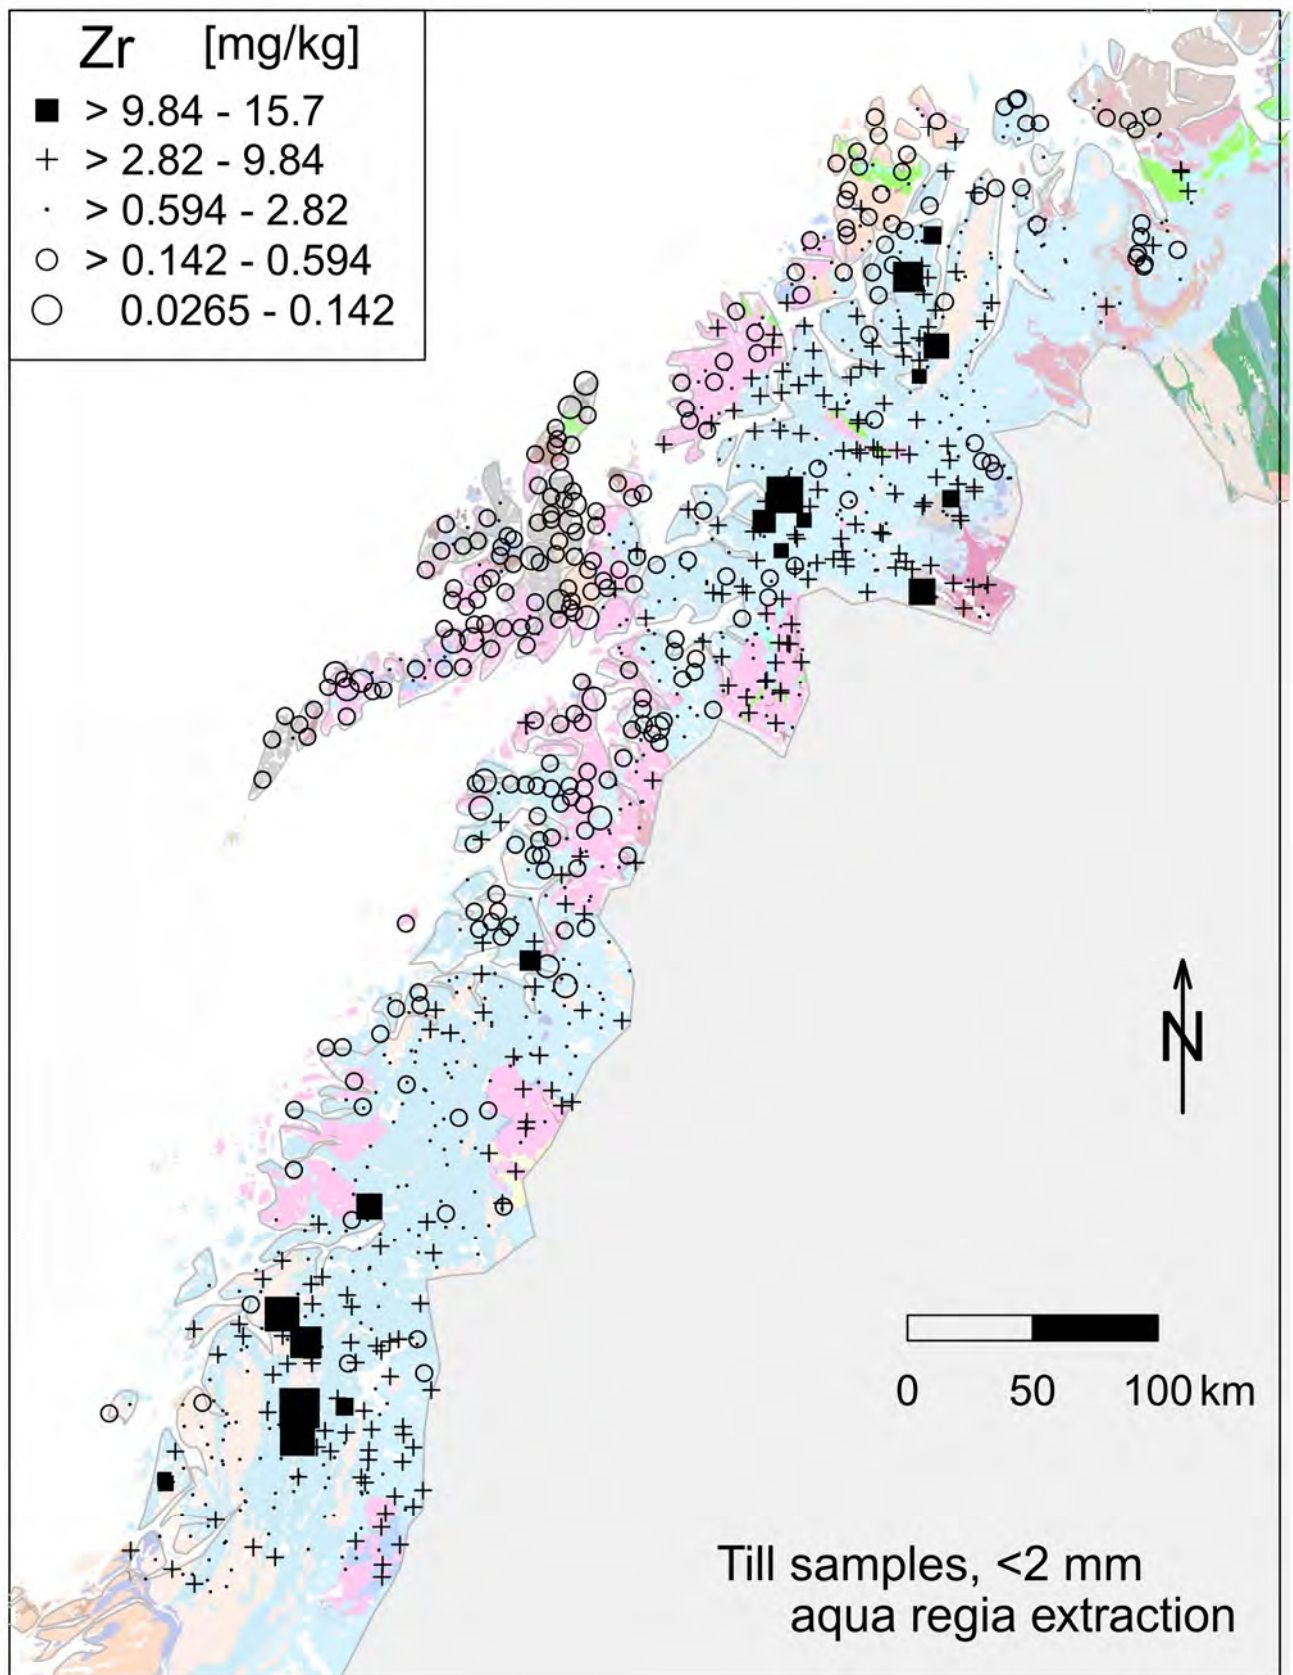 Zr [mg/kg]
> 9.84 - 15.7
> 2.82 - 9.84
> 0.594 - 2.82
> 0.142 - 0.594
0.0265 - 0.142
N
0 50 100 km
Till samples, <2 mm
aqua regia extraction